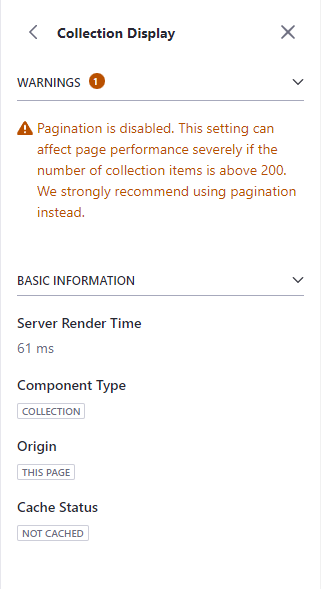 Collection Display
WARNINGS 1
Pagination is disabled. This setting can
affect page performance severely if the
number of collection items is above 200.
We strongly recommend using pagination
instead.
BASIC INFORMATION
Server Render Time
61 ms
Component Type
COLLECTION
Origin
THIS PAGE
Cache Status
NOT CACHED